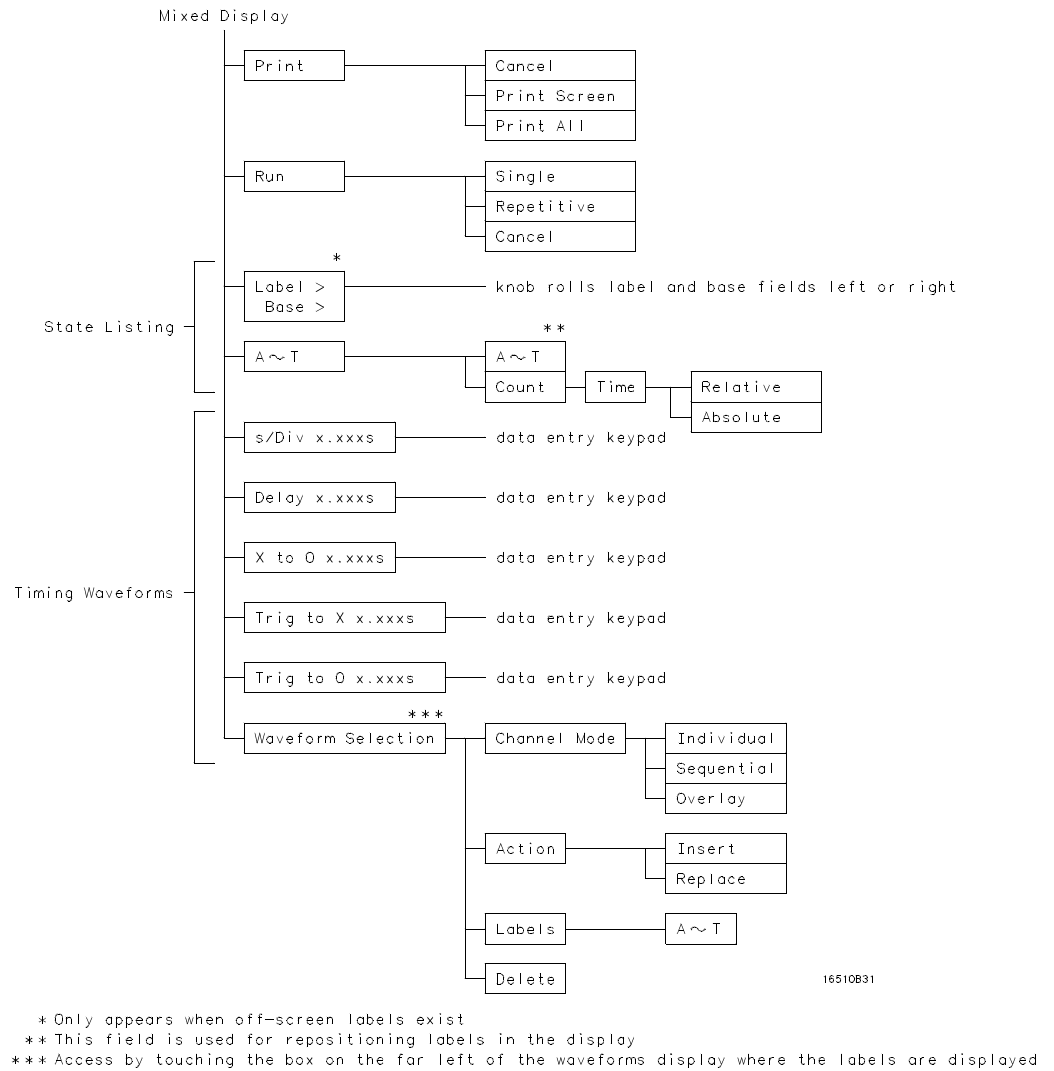 Mixed Display
Print
Cancel
Print Screen
Print All
Run
Single
Repetitive
Cancel
*
Label >
Base >
knob rolls label and base fields left or right
State Listing
**
A~T
A~T
Count
Time
Relative
Absolute
s/Div x.xxxs
data entry keypad
Delay x.xxxs
data entry keypad
X to O x.xxxs
data entry keypad
Timing Waveforms
Trig to X x.xxxs
data entry keypad
Trig to O x.xxxs
data entry keypad
***
Waveform Selection
Channel Mode
Individual
Sequential
Overlay
Action
Insert
Replace
Labels
A~T
Delete
16510B31
* Only appears when off-screen labels exist
** This field is used for repositioning labels in the display
*** Access by touching the box on the far left of the waveforms display where the labels are displayed